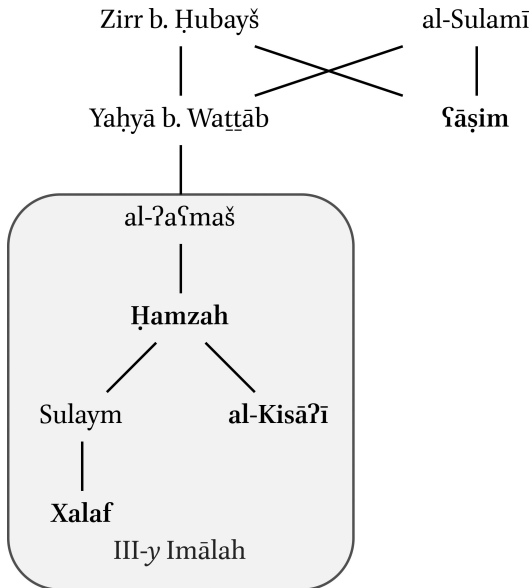 Zirr b. Ḥubayš al-Sulamī
Yaḥyā b. Waṯṯāb ʕāṣim
al-ʔaʕmaš
Ḥamzah
Sulaym al-Kisāʔī
Xalaf
III-y Imālah